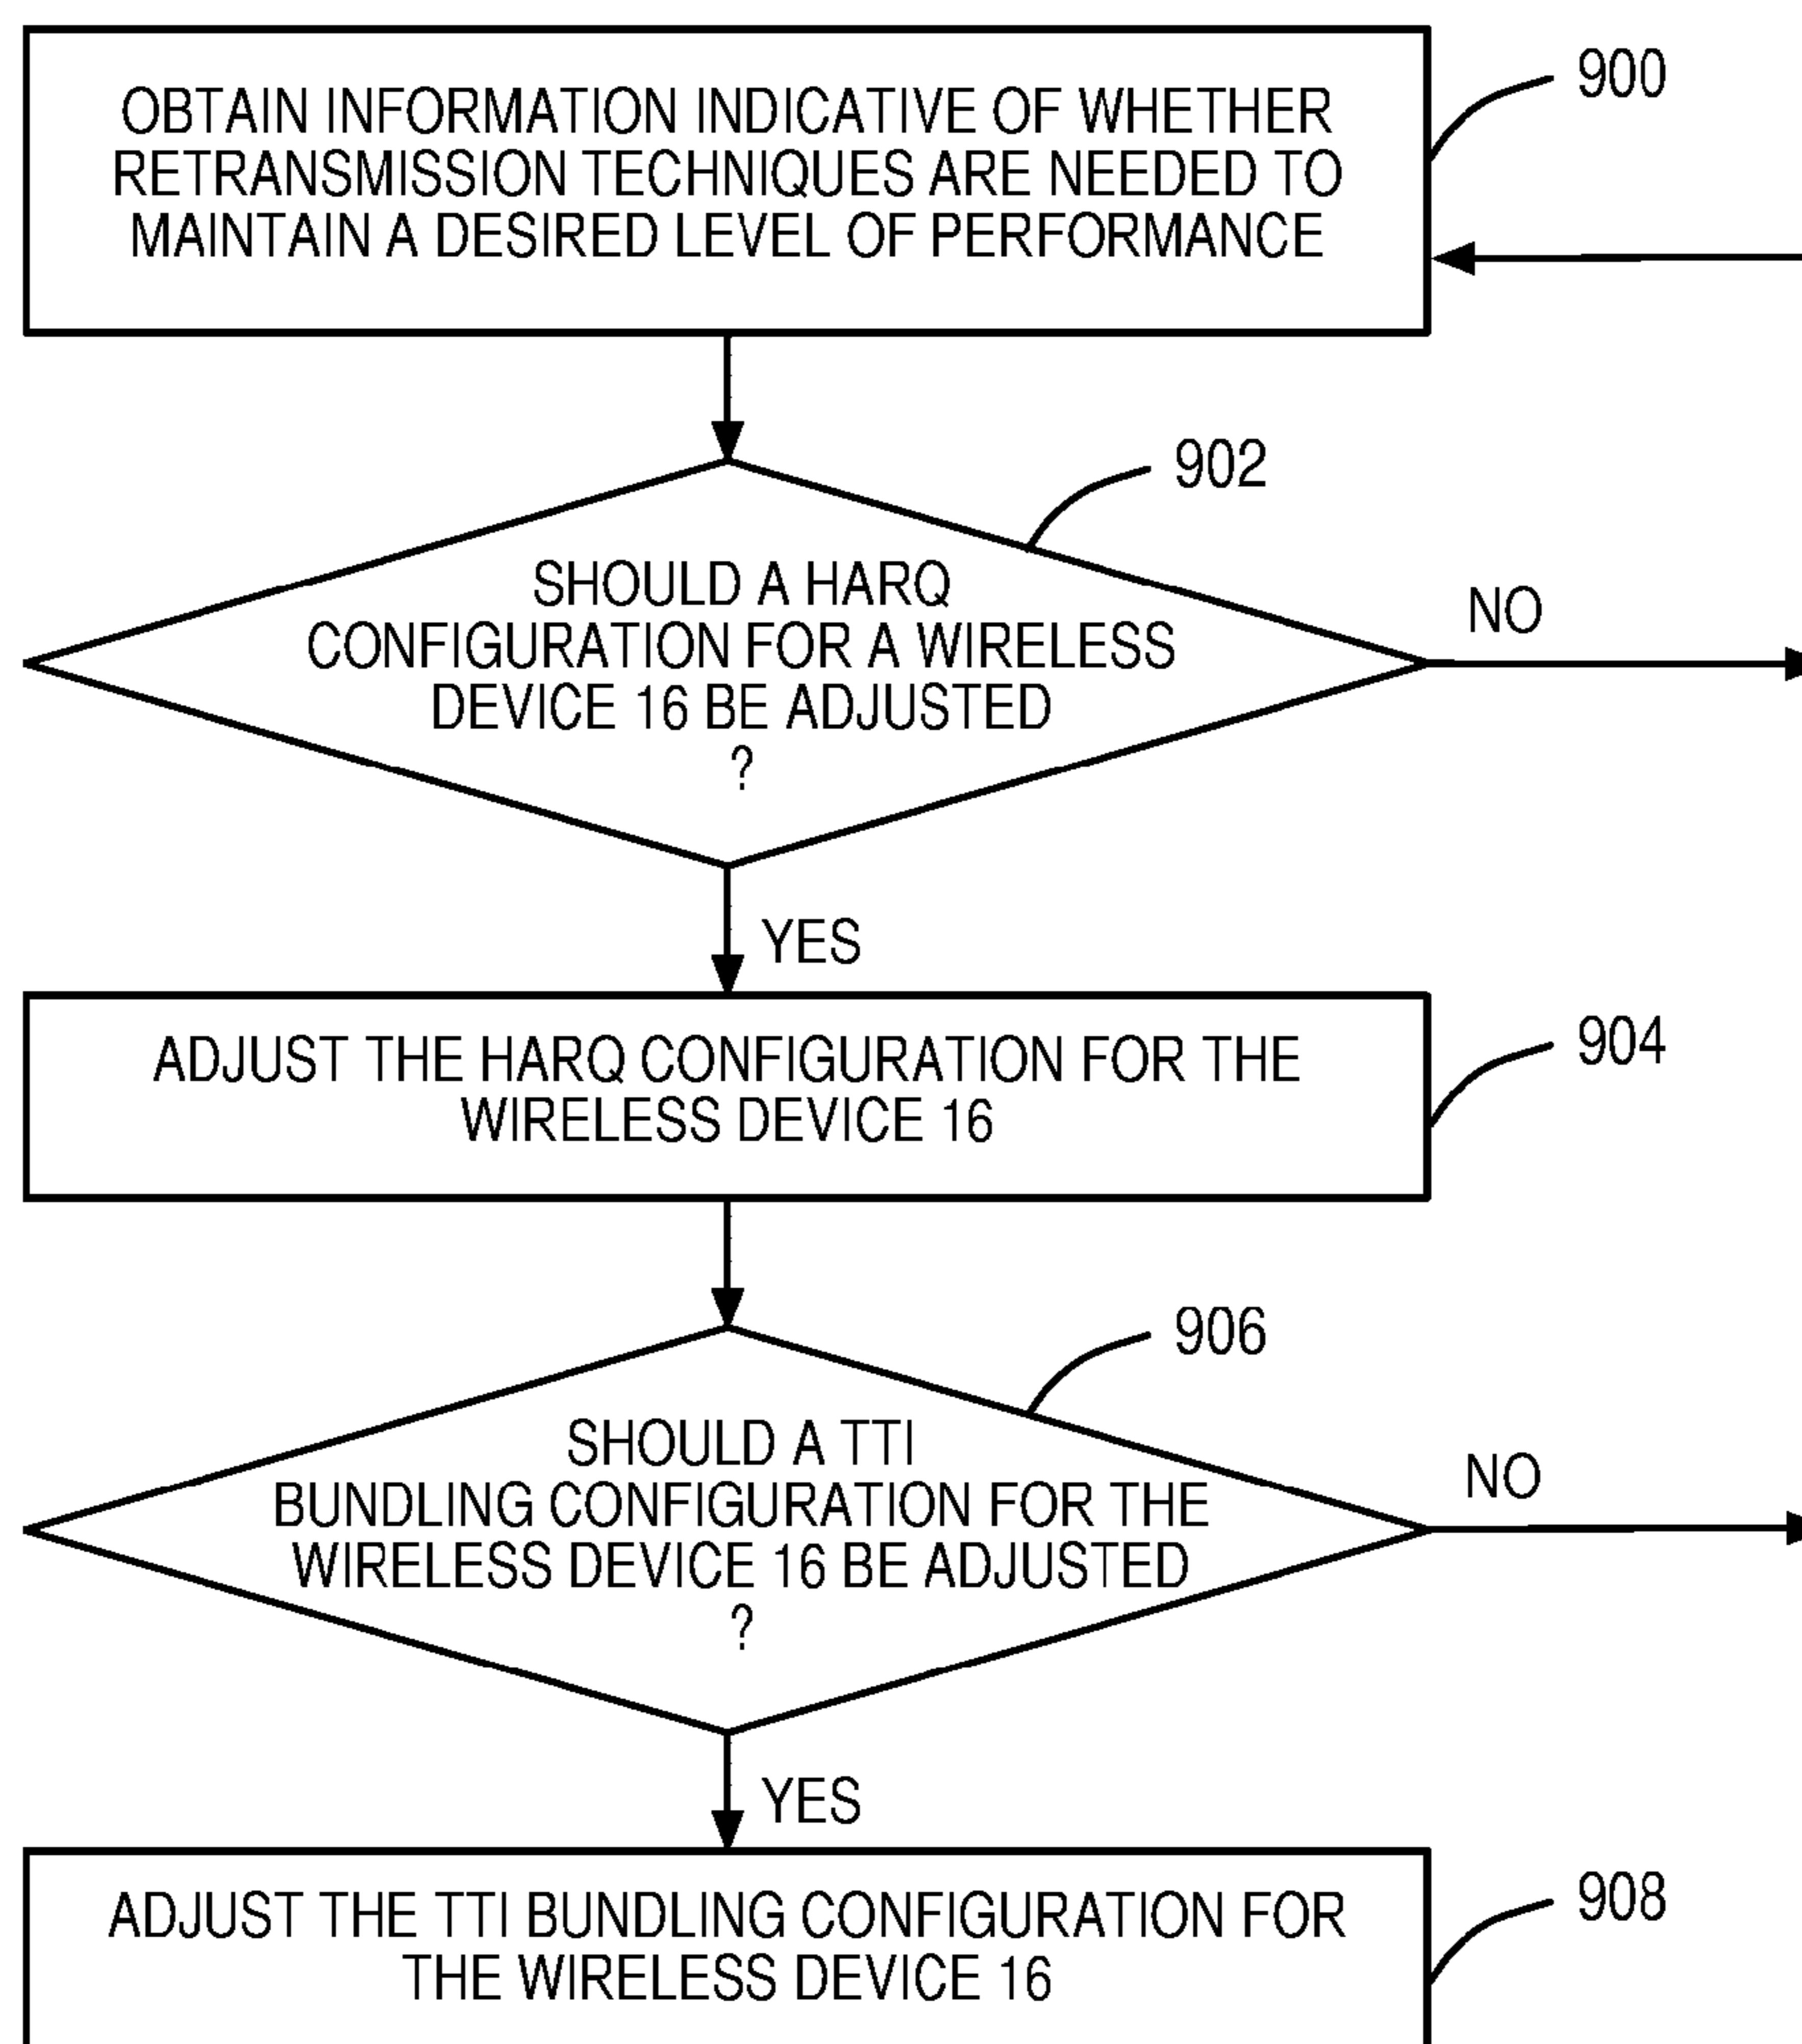 OBTAIN INFORMATION INDICATIVE OF WHETHER
RETRANSMISSION TECHNIQUES ARE NEEDED TO
MAINTAIN A DESIRED LEVEL OF PERFORMANCE
900
902
SHOULD A HARQ
CONFIGURATION FOR A WIRELESS
DEVICE 16 BE ADJUSTED
?
NO
YES
ADJUST THE HARQ CONFIGURATION FOR THE
WIRELESS DEVICE 16
904
906
SHOULD A TTI
BUNDLING CONFIGURATION FOR THE
WIRELESS DEVICE 16 BE ADJUSTED
?
NO
YES
ADJUST THE TTI BUNDLING CONFIGURATION FOR
THE WIRELESS DEVICE 16
908